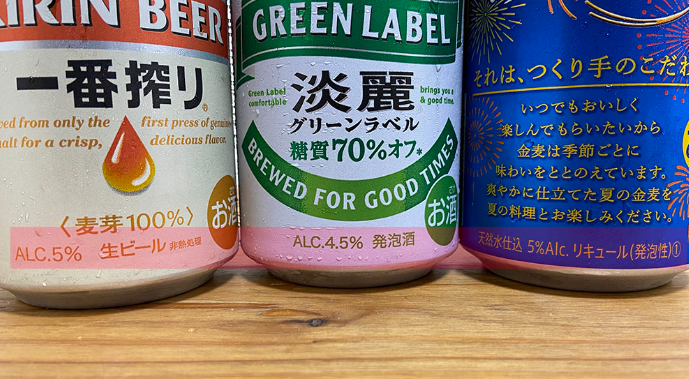 KIRIN BEER
一番搾り
®
only the first press of
malt for a crisp, delicious flavor.
〈麦芽100%〉
お酒
ALC.5% 生ビール 非熱処理
GREEN LABEL
Green Label brings you a
comfortable & good time.
淡麗
グリーンラベル
糖質70%オフ*
BREWED FOR GOOD TIMES
お酒
ALC.4.5% 発泡酒
それは、つくり手のこだわ
いつでもおいしく
楽しんでもらいたいから
金麦は季節ごとに
味わいをととのえています。
爽やかに仕立てた夏の金麦を
夏の料理とお楽しみください。
天然水仕込 5%Alc. リキュール(発泡性)①